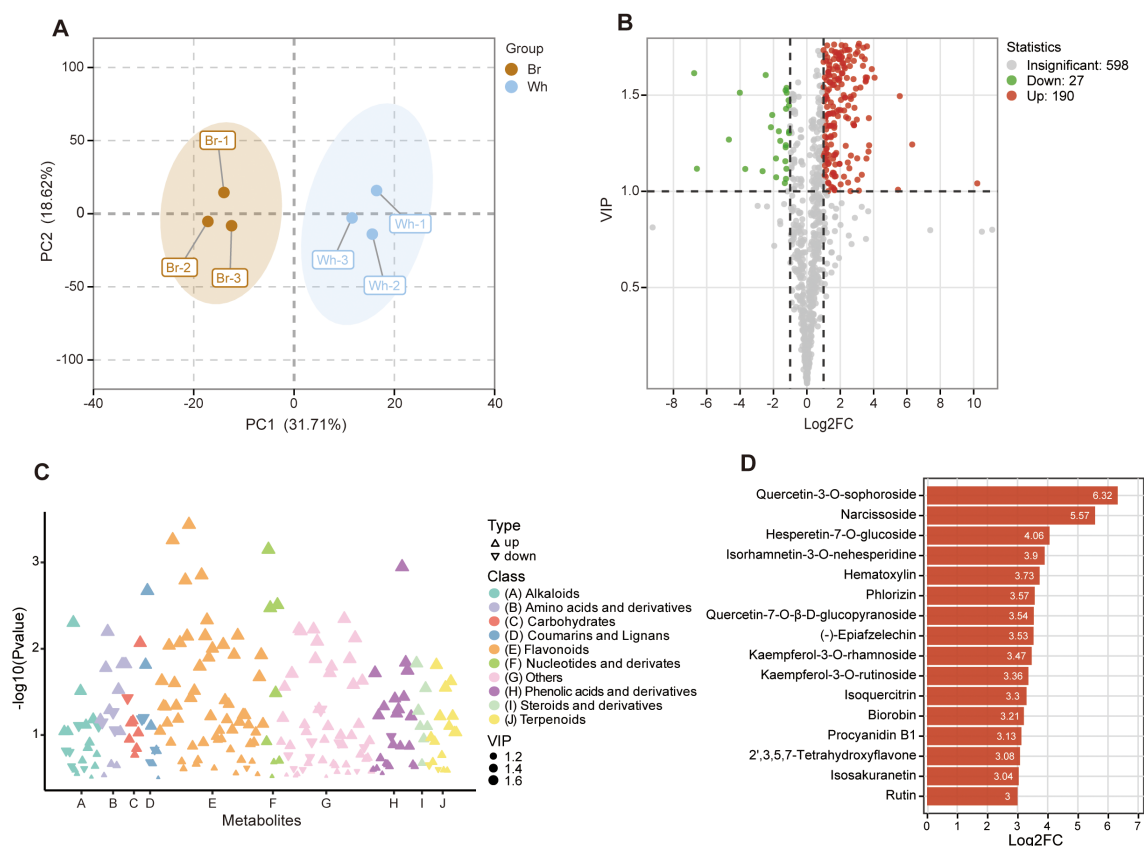 A
PC2 (18.62%)
100
50
0
-50
-100
Br-1
Br-2
Br-3
Wh-1
Wh-3
Wh-2
-40
-20
0
20
40
PC1 (31.71%)
Group
Br
Wh
B
VIP
1.5
1.0
0.5
-8
-6
-4
-2
0
2
4
6
8
10
Log2FC
Statistics
Insignificant: 598
Down: 27
Up: 190
C
-log10(Pvalue)
3
2
1
A
B
C
D
E
F
G
H
I
J
Metabolites
Type
up
down
Class
(A) Alkaloids
(B) Amino acids and derivatives
(C) Carbohydrates
(D) Coumarins and Lignans
(E) Flavonoids
(F) Nucleotides and derivates
(G) Others
(H) Phenolic acids and derivatives
(I) Steroids and derivatives
(J) Terpenoids
VIP
1.2
1.4
1.6
D
Quercetin-3-O-sophoroside 6.32
Narcissoside 5.57
Hesperetin-7-O-glucoside 4.06
Isorhamnetin-3-O-nehesperidine 3.9
Hematoxylin 3.73
Phlorizin 3.57
Quercetin-7-O-β-D-glucopyranoside 3.54
(-)-Epiafzelechin 3.53
Kaempferol-3-O-rhamnoside 3.47
Kaempferol-3-O-rutinoside 3.36
Isoquercitrin 3.3
Biorobin 3.21
Procyanidin B1 3.13
2',3,5,7-Tetrahydroxyflavone 3.08
Isosakuranetin 3.04
Rutin 3
0
1
2
3
4
5
6
7
Log2FC